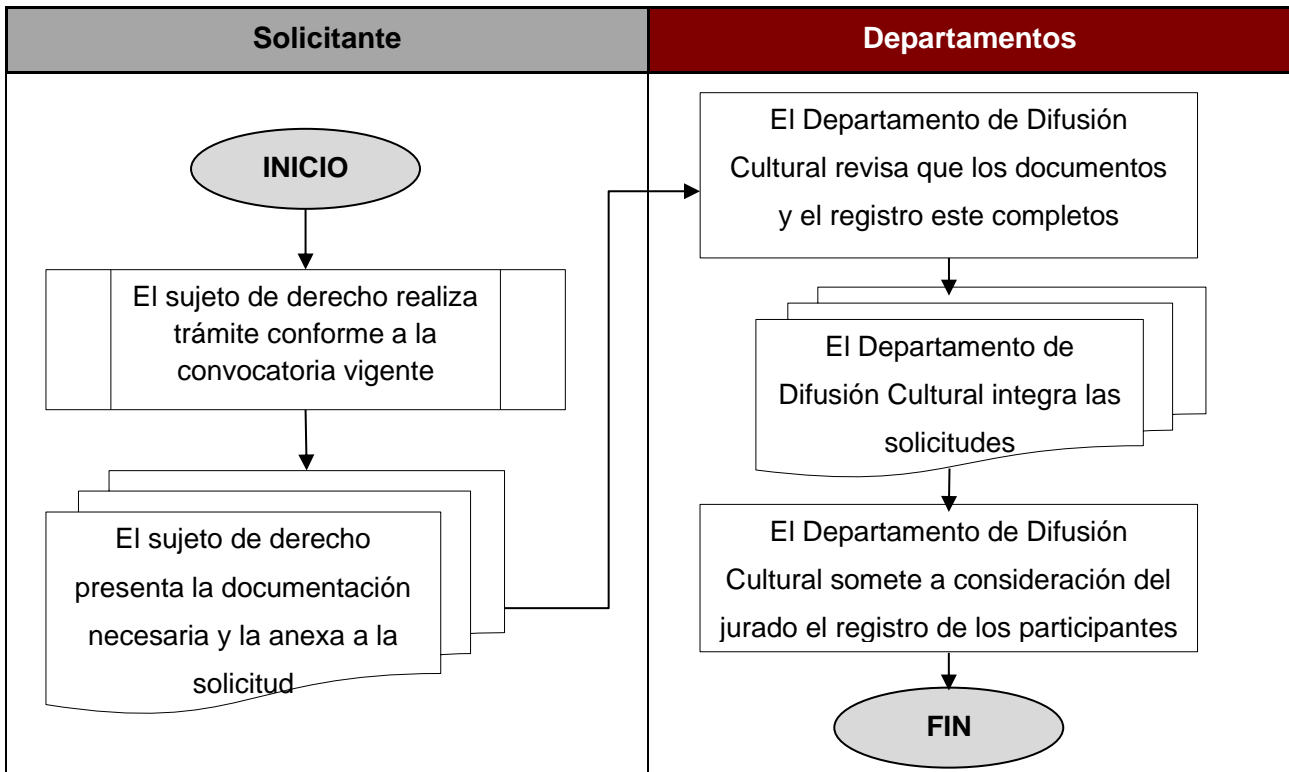 Solicitante
Departamentos
INICIO
El sujeto de derecho realiza
trámite conforme a la
convocatoria vigente
El sujeto de derecho
presenta la documentación
necesaria y la anexa a la
solicitud
El Departamento de Difusión
Cultural revisa que los documentos
y el registro este completos
El Departamento de
Difusión Cultural integra las
solicitudes
El Departamento de Difusión
Cultural somete a consideración del
jurado el registro de los participantes
FIN